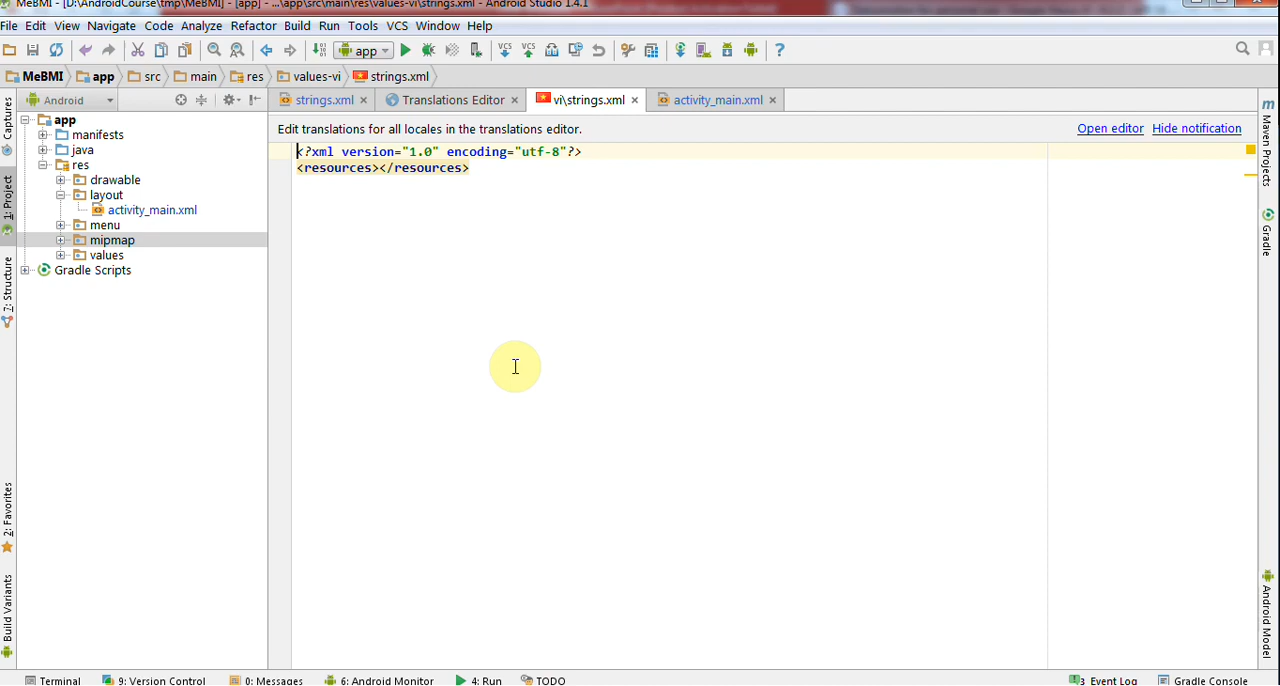 MeBMI - [D:\AndroidCourse\tmp\MeBMI] - [app] - ...\app\src\main\res\values-vi\strings.xml - Android Studio 1.4.1
File Edit View Navigate Code Analyze Refactor Build Run Tools VCS Window Help
app
VCS VCS
MeBMI app src main res values-vi strings.xml
Android
strings.xml Translations Editor vi\strings.xml activity_main.xml
Edit translations for all locales in the translations editor. Open editor Hide notification
<?xml version="1.0" encoding="utf-8"?>
<resources></resources>
app
manifests
java
res
drawable
layout
activity_main.xml
menu
mipmap
values
Gradle Scripts
Captures
1: Project
7: Structure
2: Favorites
Build Variants
Maven Projects
Gradle
Android Model
Terminal 9: Version Control 0: Messages 6: Android Monitor 4: Run TODO 3 Event Log Gradle Console